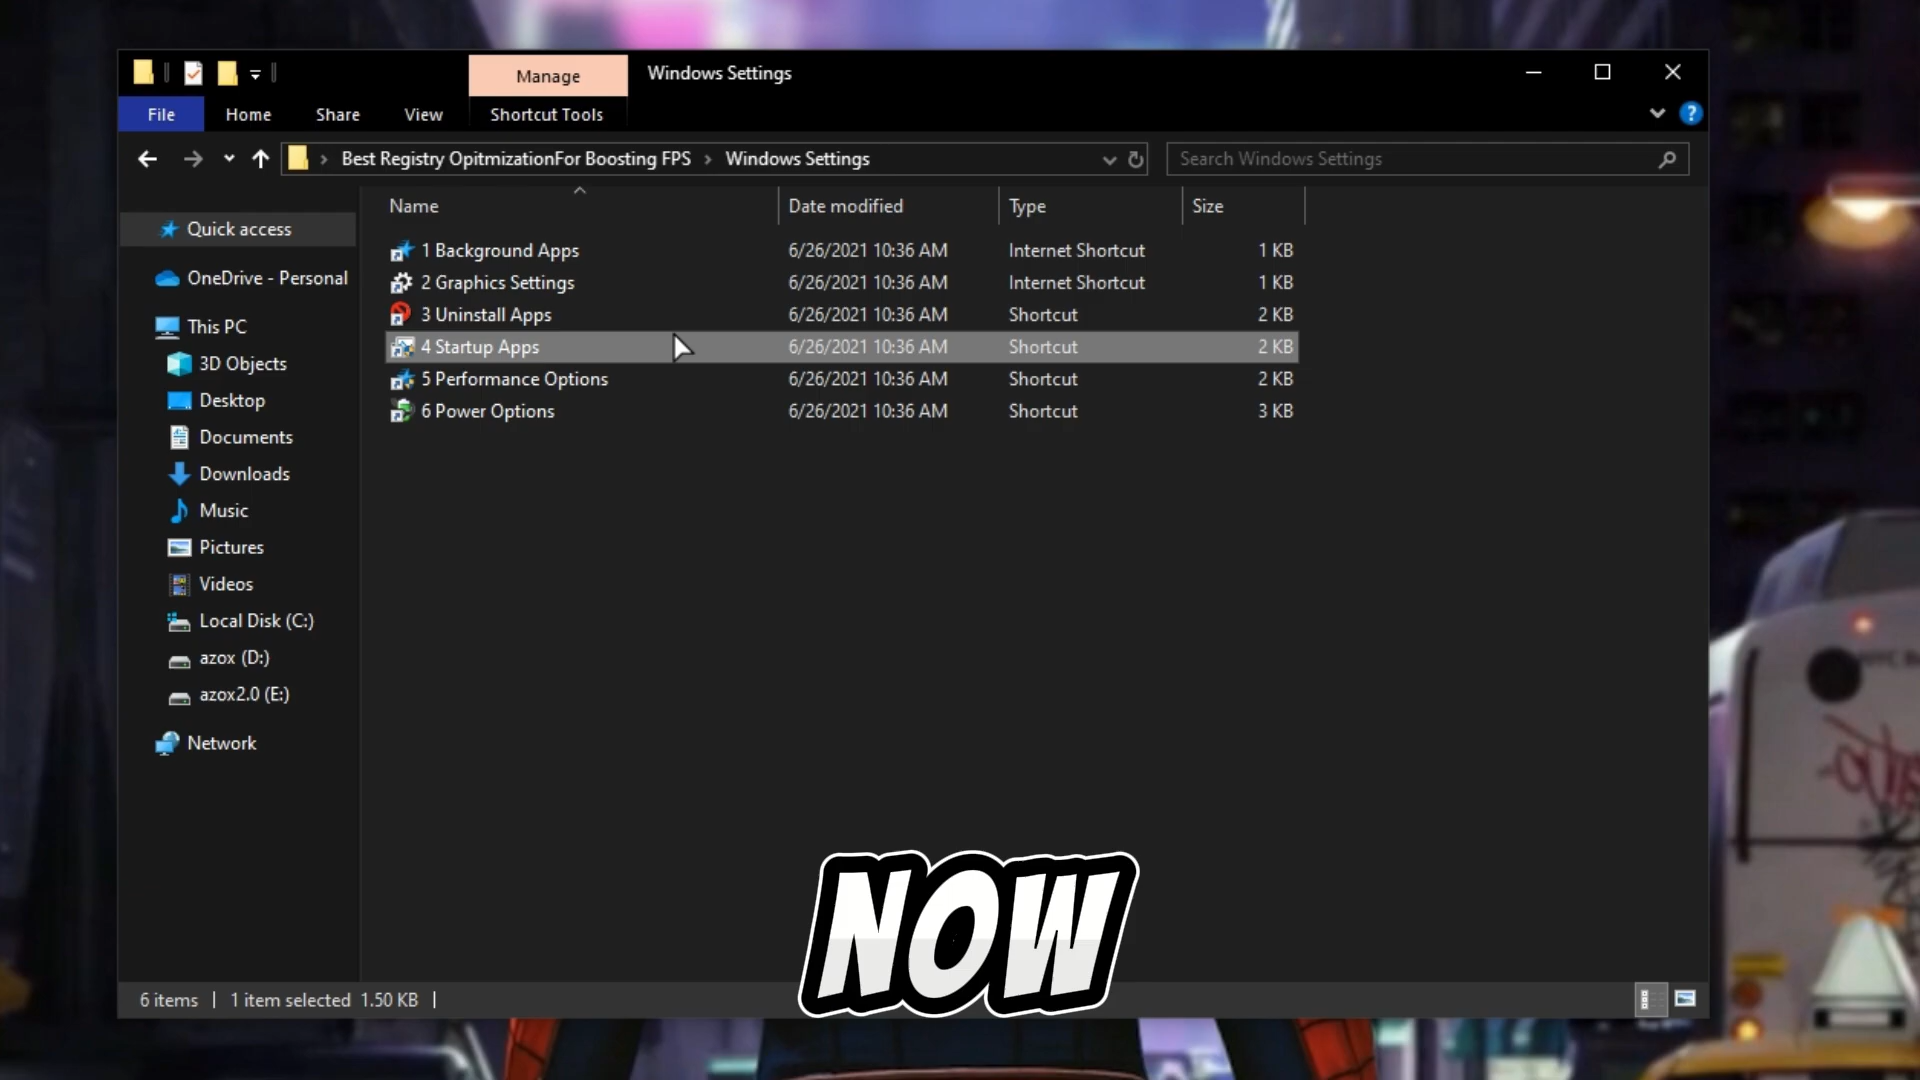 Manage
Windows Settings
File Home Share View Shortcut Tools
?
Best Registry OpitmizationFor Boosting FPS Windows Settings
Search Windows Settings
Name Date modified Type Size
1 Background Apps 6/26/2021 10:36 AM Internet Shortcut 1 KB
2 Graphics Settings 6/26/2021 10:36 AM Internet Shortcut 1 KB
3 Uninstall Apps 6/26/2021 10:36 AM Shortcut 2 KB
4 Startup Apps 6/26/2021 10:36 AM Shortcut 2 KB
5 Performance Options 6/26/2021 10:36 AM Shortcut 2 KB
6 Power Options 6/26/2021 10:36 AM Shortcut 3 KB
Quick access
OneDrive - Personal
This PC
3D Objects
Desktop
Documents
Downloads
Music
Pictures
Videos
Local Disk (C:)
azox (D:)
azox2.0 (E:)
Network
NOW
6 items 1 item selected 1.50 KB